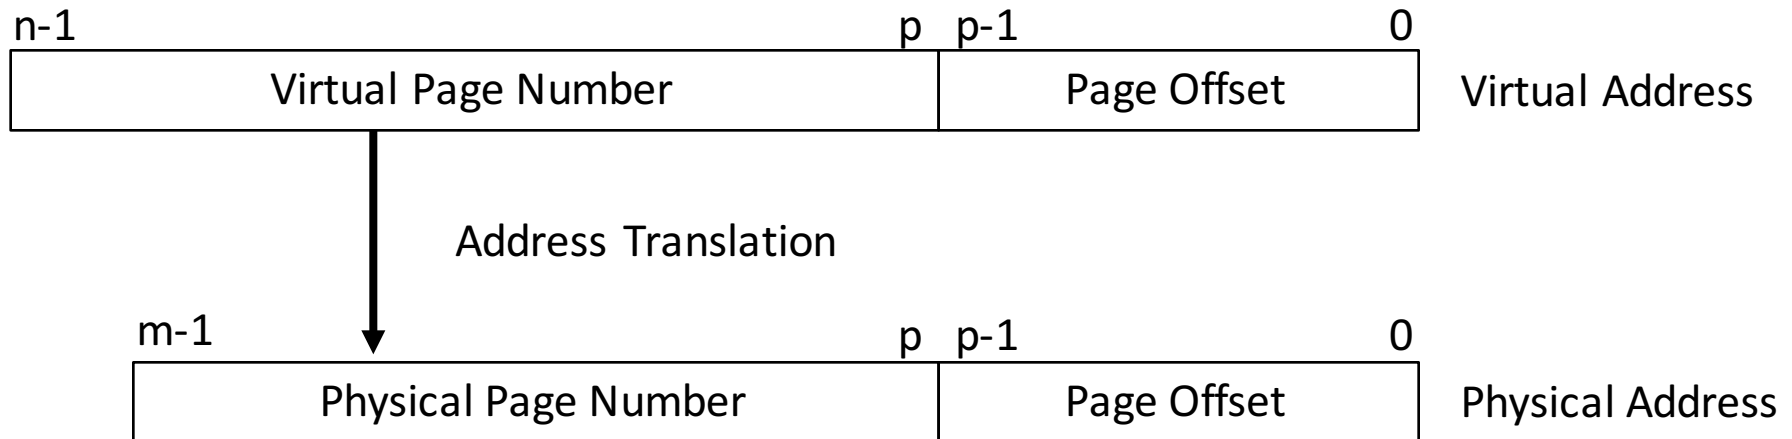 n-1 p p-1 0
Virtual Page Number Page Offset Virtual Address
Address Translation
m-1 p p-1 0
Physical Page Number Page Offset Physical Address